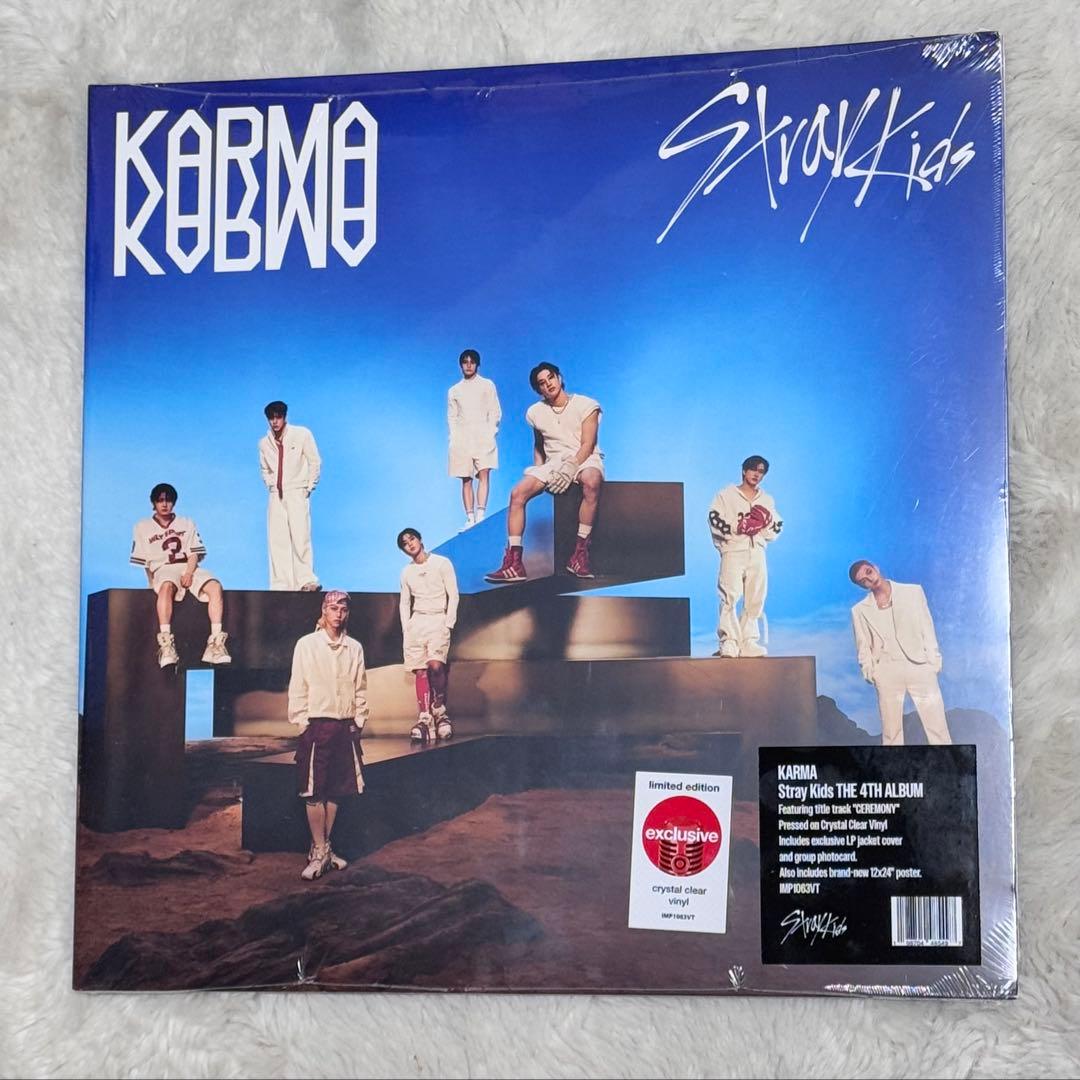 KARMA
KARMA
Stray Kids
2
limited edition
exclusive
crystal clear
vinyl
IMP1063VT
KARMA
Stray Kids THE 4TH ALBUM
Featuring title track "CEREMONY"
Pressed on Crystal Clear Vinyl
Includes exclusive LP jacket cover
and group photocard.
Also includes brand-new 12x24" poster.
IMP1063VT
Stray Kids